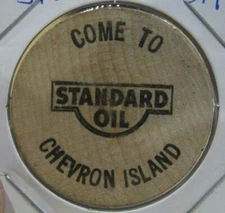 COME TO
STANDARD
OIL
CHEVRON ISLAND